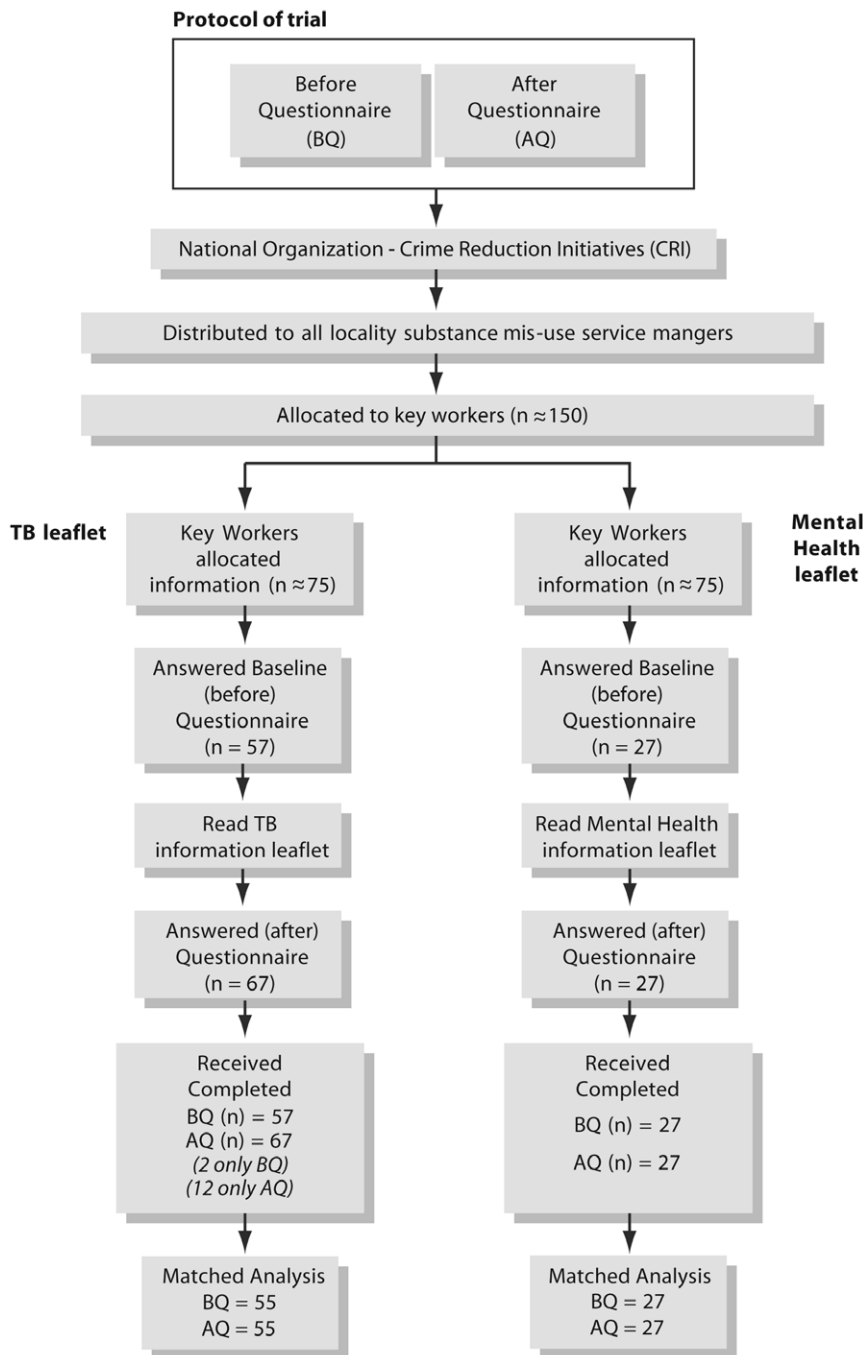 Protocol of trial
Before
Questionnaire
(BQ)
After
Questionnaire
(AQ)
National Organization - Crime Reduction Initiatives (CRI)
Distributed to all locality substance mis-use service mangers
Allocated to key workers (n ≈150)
TB leaflet
Key Workers
allocated
information (n ≈75)
Answered Baseline
(before)
Questionnaire
(n = 57)
Read TB
information leaflet
Answered (after)
Questionnaire
(n = 67)
Received
Completed
BQ (n) = 57
AQ (n) = 67
(2 only BQ)
(12 only AQ)
Matched Analysis
BQ = 55
AQ = 55
Mental
Health
leaflet
Key Workers
allocated
information (n ≈75)
Answered Baseline
(before)
Questionnaire
(n = 27)
Read Mental Health
information leaflet
Answered (after)
Questionnaire
(n = 27)
Received
Completed
BQ (n) = 27
AQ (n) = 27
Matched Analysis
BQ = 27
AQ = 27